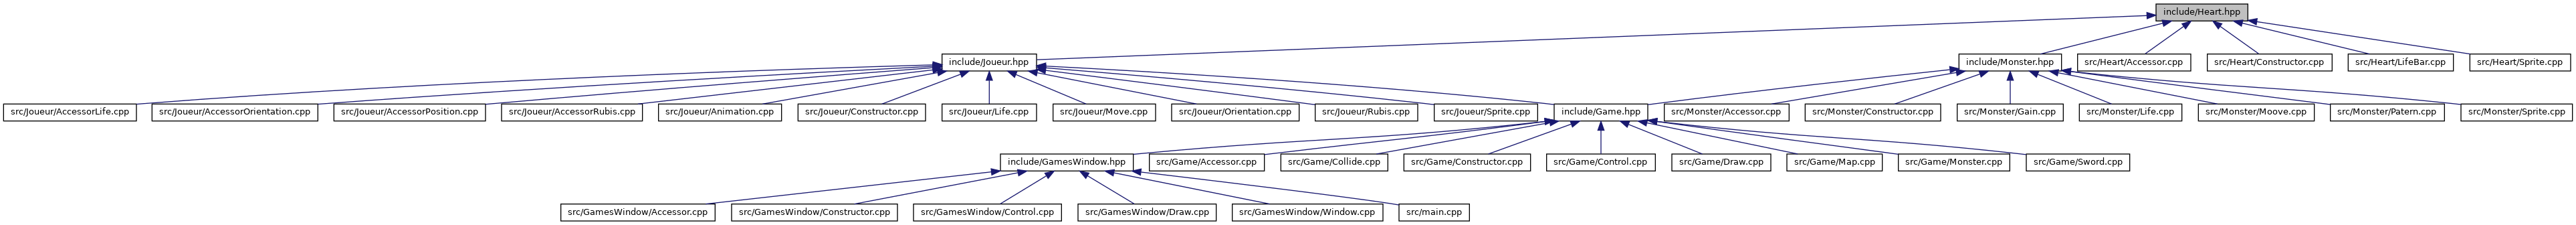 include/Heart.hpp
include/Joueur.hpp
include/Monster.hpp
src/Heart/Accessor.cpp
src/Heart/Constructor.cpp
src/Heart/LifeBar.cpp
src/Heart/Sprite.cpp
src/Joueur/AccessorLife.cpp
src/Joueur/AccessorOrientation.cpp
src/Joueur/AccessorPosition.cpp
src/Joueur/AccessorRubis.cpp
src/Joueur/Animation.cpp
src/Joueur/Constructor.cpp
src/Joueur/Life.cpp
src/Joueur/Move.cpp
src/Joueur/Orientation.cpp
src/Joueur/Rubis.cpp
src/Joueur/Sprite.cpp
include/Game.hpp
src/Monster/Accessor.cpp
src/Monster/Constructor.cpp
src/Monster/Gain.cpp
src/Monster/Life.cpp
src/Monster/Moove.cpp
src/Monster/Patern.cpp
src/Monster/Sprite.cpp
include/GamesWindow.hpp
src/Game/Accessor.cpp
src/Game/Collide.cpp
src/Game/Constructor.cpp
src/Game/Control.cpp
src/Game/Draw.cpp
src/Game/Map.cpp
src/Game/Monster.cpp
src/Game/Sword.cpp
src/GamesWindow/Accessor.cpp
src/GamesWindow/Constructor.cpp
src/GamesWindow/Control.cpp
src/GamesWindow/Draw.cpp
src/GamesWindow/Window.cpp
src/main.cpp